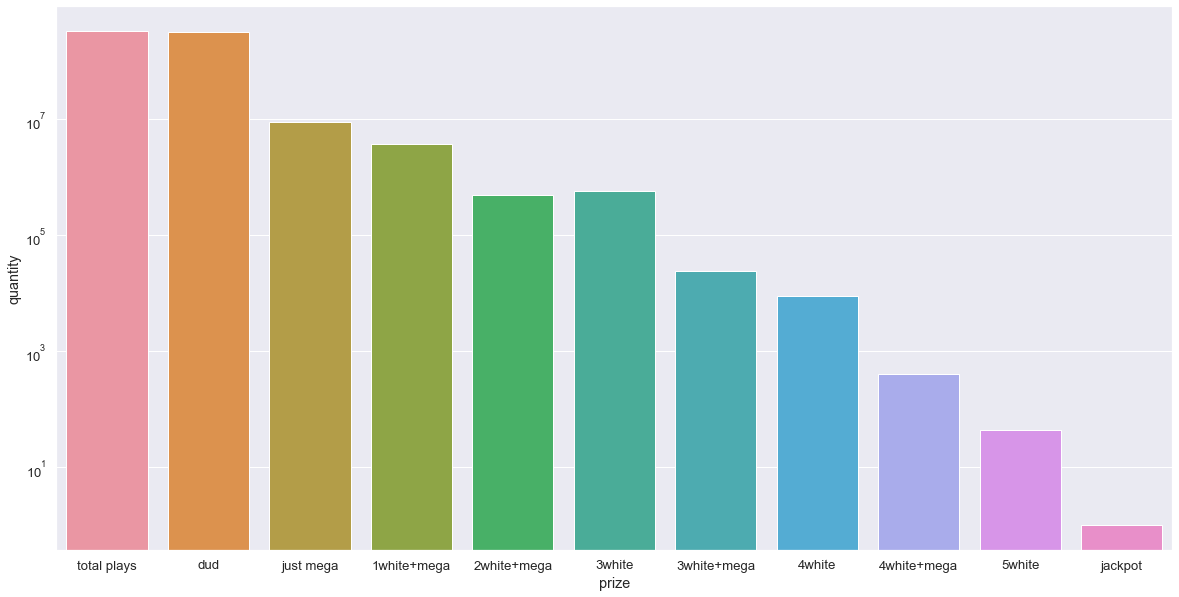 quantity
10^7
10^5
10^3
10^1
total plays dud just mega 1white+mega 2white+mega 3white 3white+mega 4white 4white+mega 5white jackpot
prize